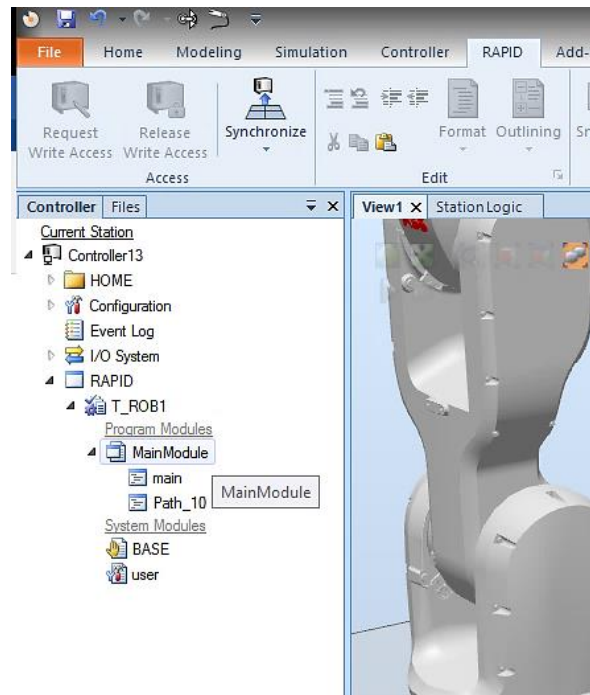 File Home Modeling Simulation Controller RAPID Add-
Request Write Access
Release Write Access
Synchronize
Format Outlining
Access Edit
Controller Files
View1 Station Logic
Current Station
Controller13
HOME
Configuration
Event Log
I/O System
RAPID
T_ROB1
Program Modules
MainModule
main
Path_10
MainModule
System Modules
BASE
user